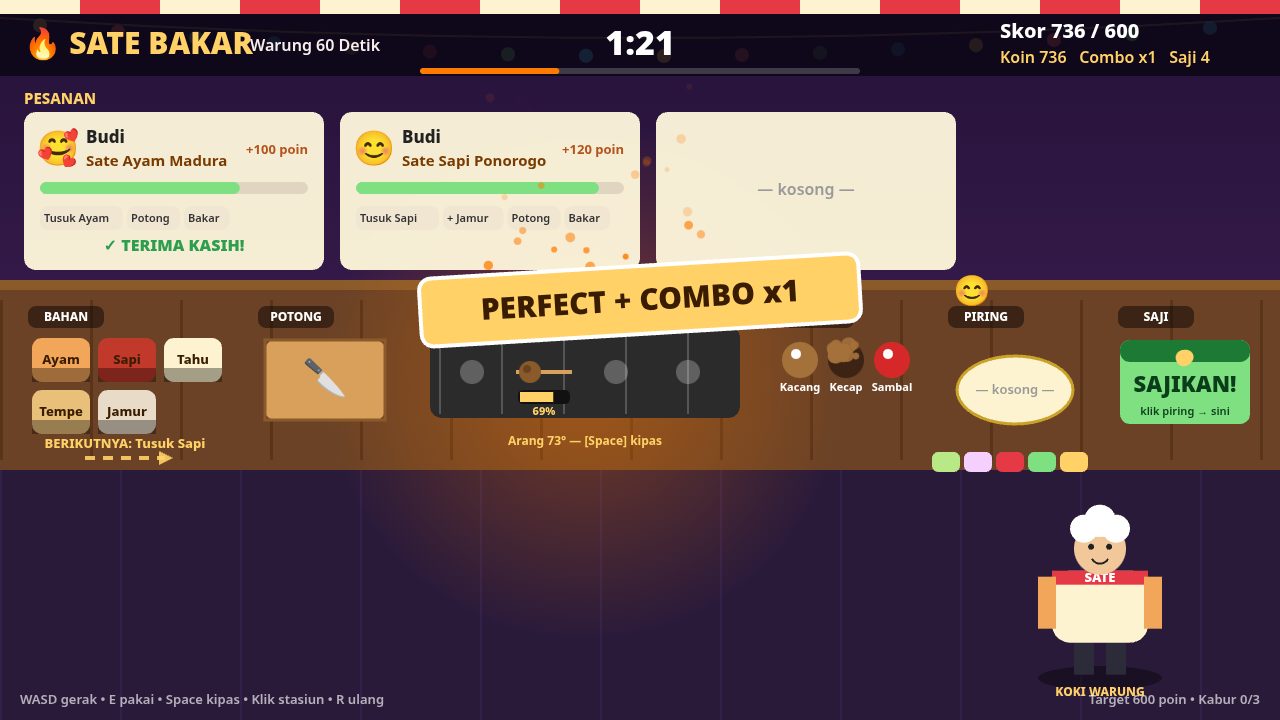 SATE BAKAR
Warung 60 Detik
1:21
Skor 736 / 600
Koin 736 Combo x1 Saji 4
PESANAN
Budi
Sate Ayam Madura
+100 poin
Tusuk Ayam
Potong
Bakar
✓ TERIMA KASIH!
Budi
Sate Sapi Ponorogo
+120 poin
Tusuk Sapi
+ Jamur
Potong
Bakar
— kosong —
PERFECT + COMBO x1
BAHAN
POTONG
PIRING
SAJI
Ayam
Sapi
Tahu
Tempe
Jamur
BERIKUTNYA: Tusuk Sapi
69%
Arang 73° — [Space] kipas
Kacang
Kecap
Sambal
— kosong —
SAJIKAN!
klik piring → sini
SATE
KOKI WARUNG
WASD gerak • E pakai • Space kipas • Klik stasiun • R ulang
Target 600 poin • Kabur 0/3